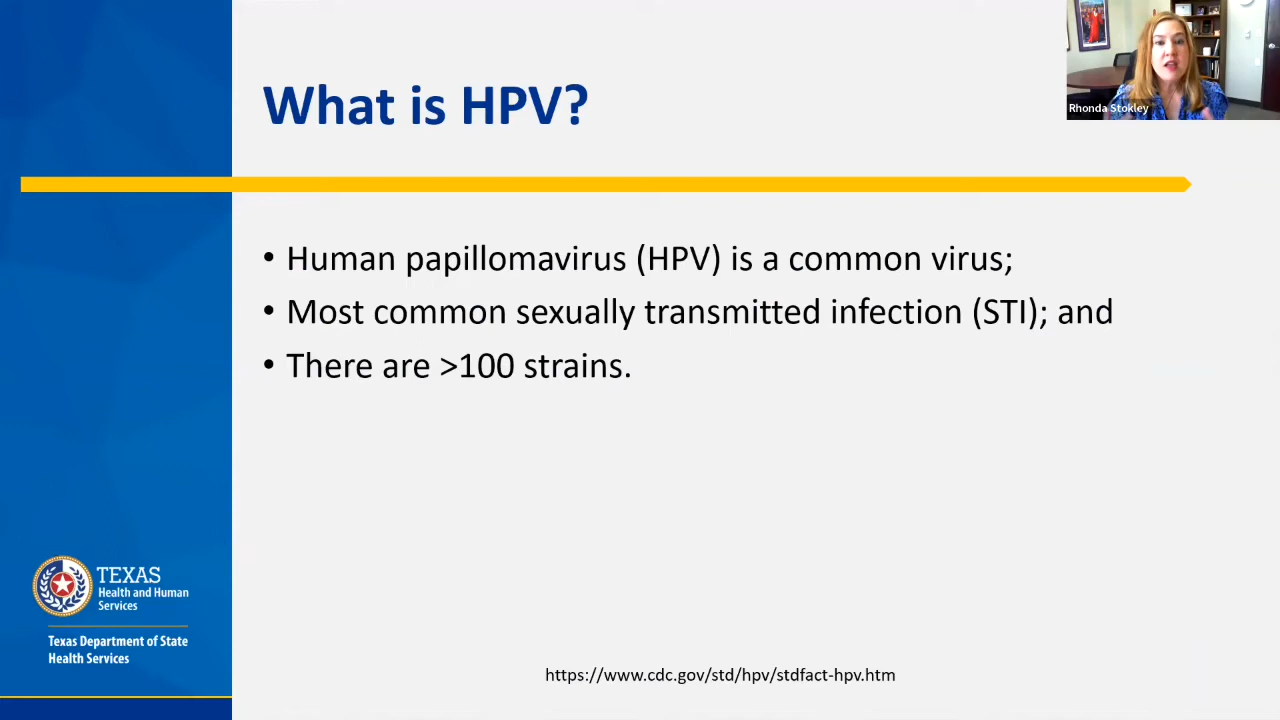 What is HPV?
Rhonda Stokley
• Human papillomavirus (HPV) is a common virus;
• Most common sexually transmitted infection (STI); and
• There are >100 strains.
TEXAS
Health and Human
Services
Texas Department of State
Health Services
https://www.cdc.gov/std/hpv/stdfact-hpv.htm